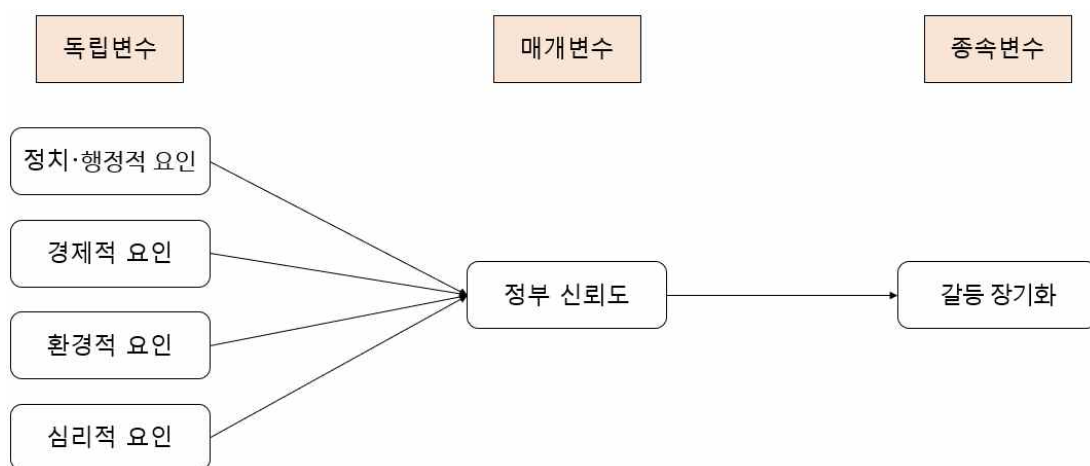 독립변수
매개변수
종속변수
정치·행정적 요인
경제적 요인
환경적 요인
심리적 요인
정부 신뢰도
갈등 장기화